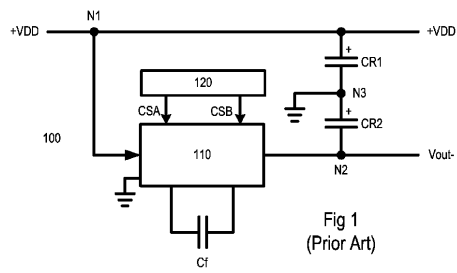 N1
+VDD
+VDD
+
CR1
120
N3
+
CSA
CSB
CR2
100
110
Vout-
N2
Fig 1
(Prior Art)
Cf